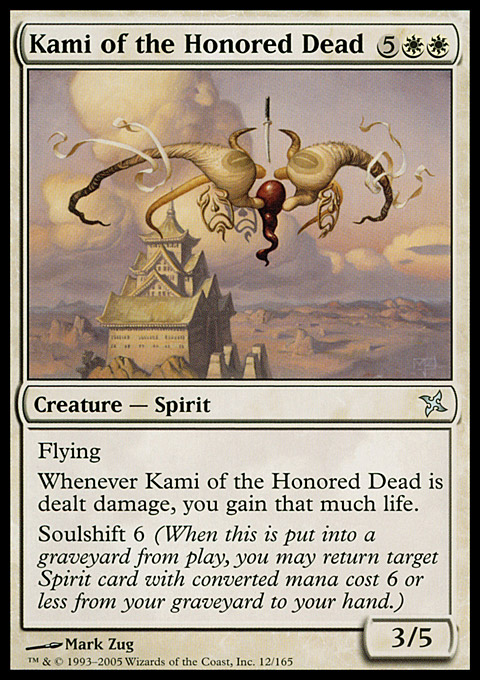 Kami of the Honored Dead 5
Creature — Spirit
Flying
Whenever Kami of the Honored Dead is
dealt damage, you gain that much life.
Soulshift 6 (When this is put into a
graveyard from play, you may return target
Spirit card with converted mana cost 6 or
less from your graveyard to your hand.)
Mark Zug
3/5
™ & © 1993–2005 Wizards of the Coast, Inc. 12/165